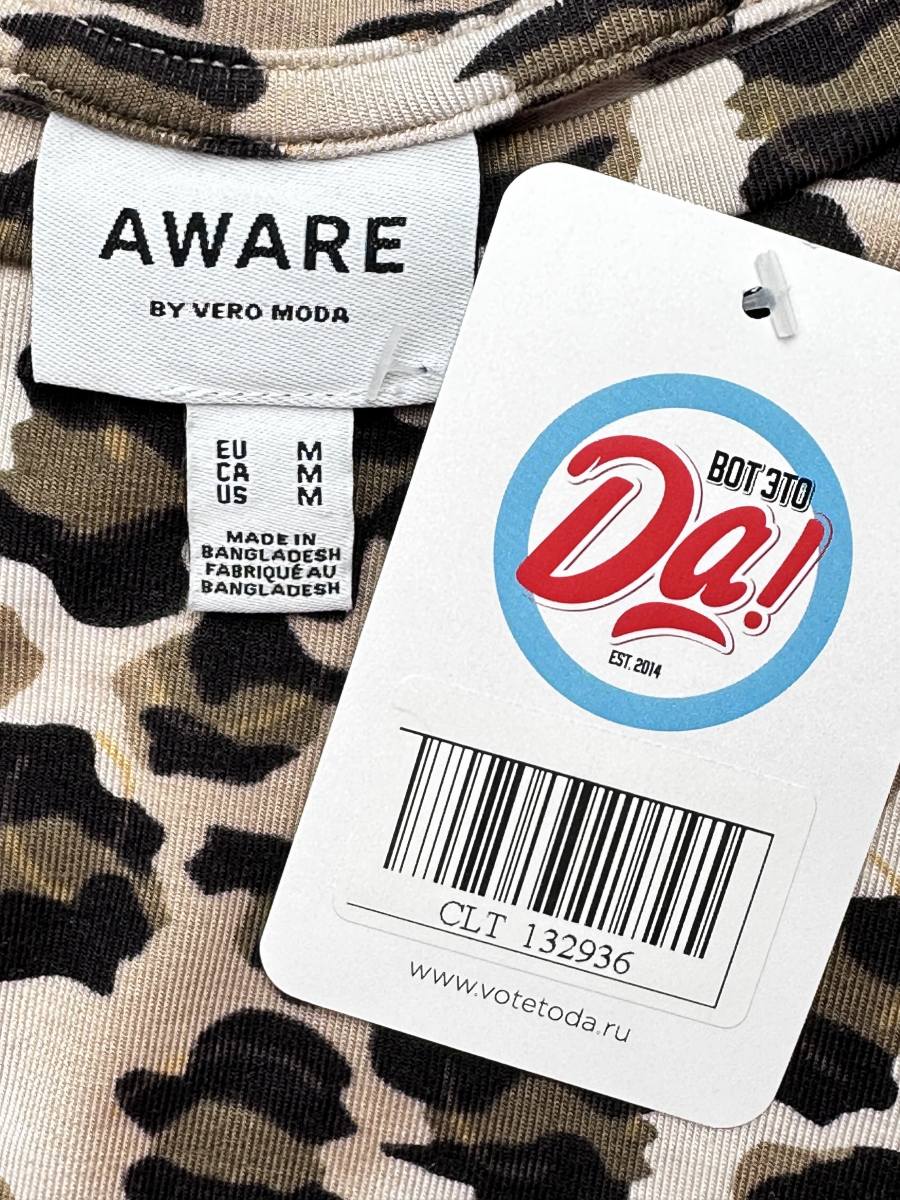 AWARE
BY VERO MODA
EU M
CA M
US M
MADE IN
BANGLADESH
FABRIQUÉ AU
BANGLADESH
ВОТ ЭТО
Да!
EST. 2014
CLT 132936
www.votetoda.ru